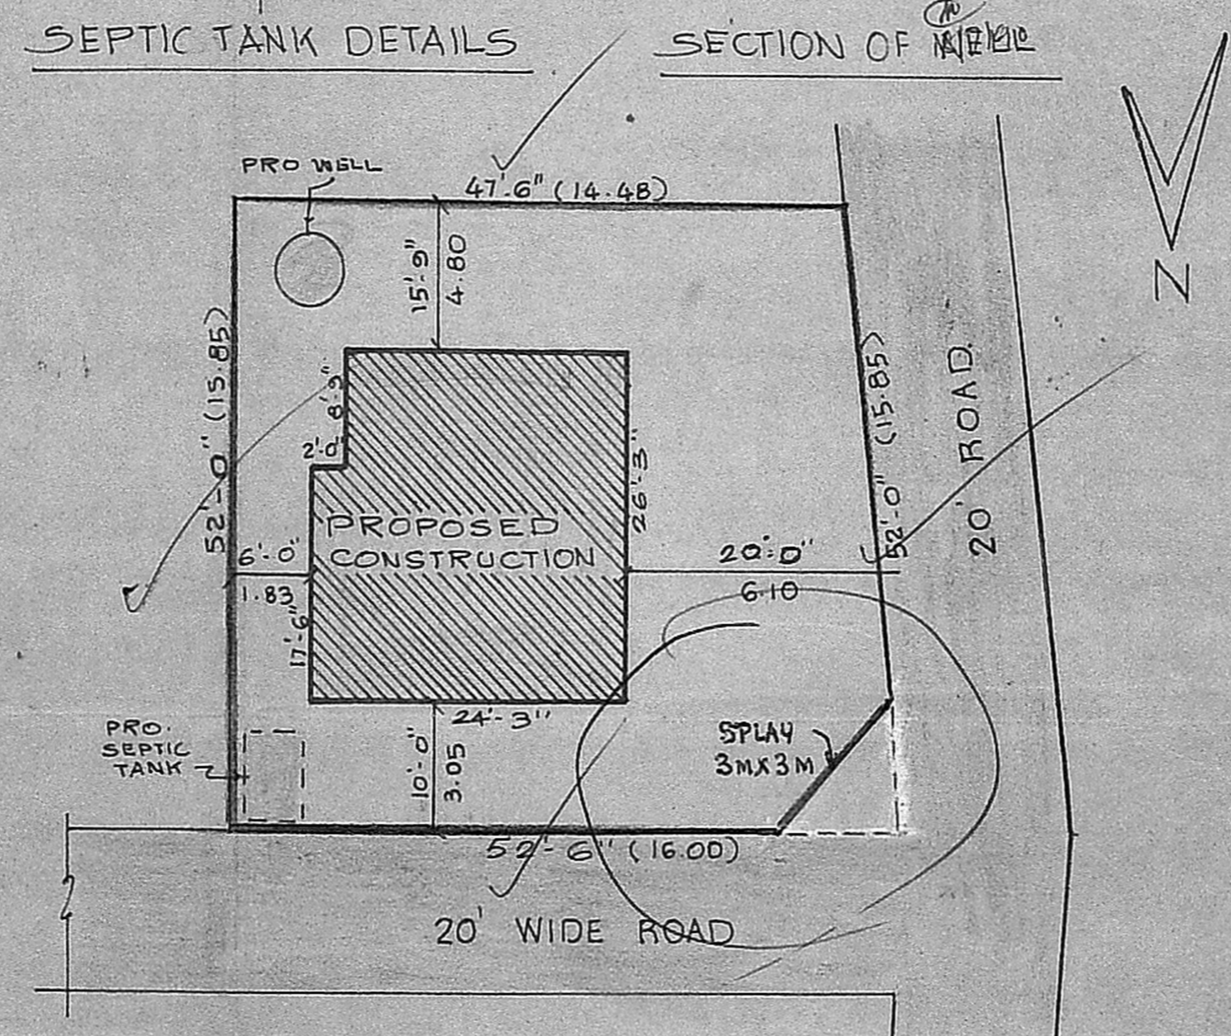 SEPTIC TANK DETAILS
SECTION OF
PRO WELL
47'-6" (14.48)
15'-9"
4.80
52'-0" (15.85)
8'-9"
2'-0"
26'-3"
52'-0" (15.85)
20' ROAD.
N
PROPOSED
CONSTRUCTION
6'-0"
1.83
17'-6"
20'-0"
6.10
24'-3"
10'-0"
3.05
PRO.
SEPTIC
TANK
SPLAY
3MX3M
52'-6" (16.00)
20' WIDE ROAD